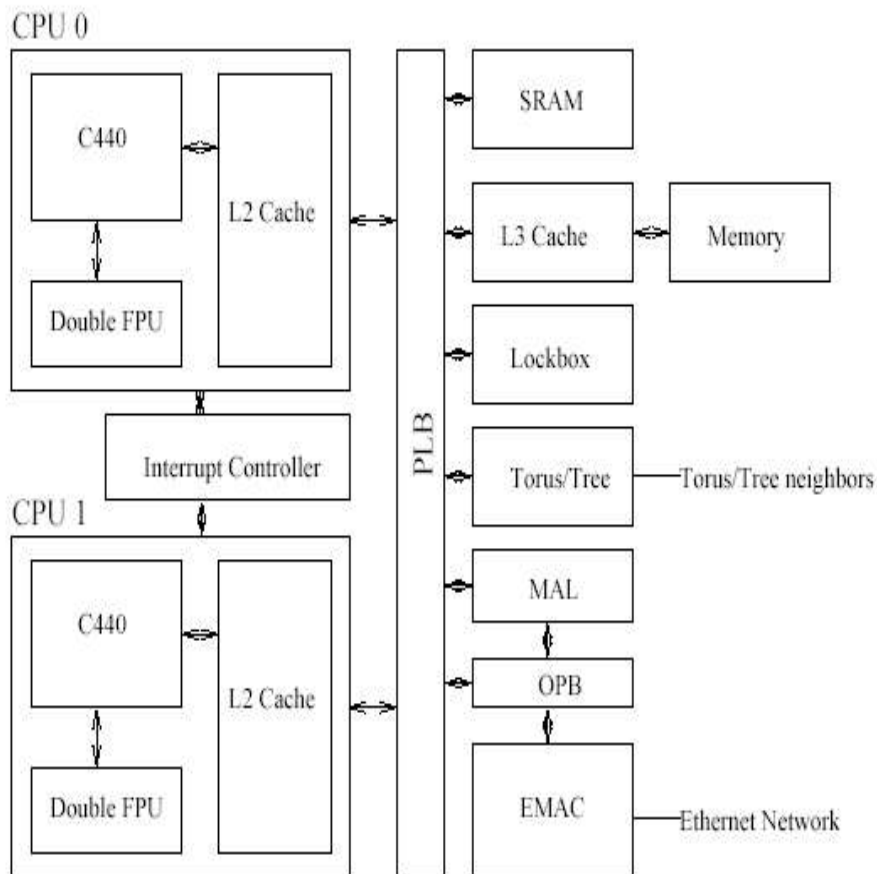 CPU 0
C440
L2 Cache
Double FPU
Interrupt Controller
CPU 1
C440
L2 Cache
Double FPU
PLB
SRAM
L3 Cache
Memory
Lockbox
Torus/Tree
Torus/Tree neighbors
MAL
OPB
EMAC
Ethernet Network